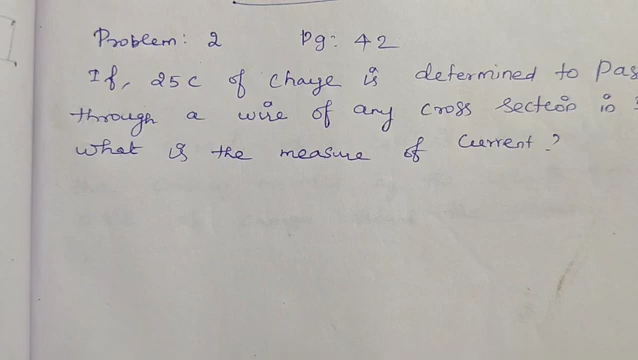 Problem: 2 Pg: 42
If, 25 C of charge is determined to pas
through a wire of any cross section in
what is the measure of current?